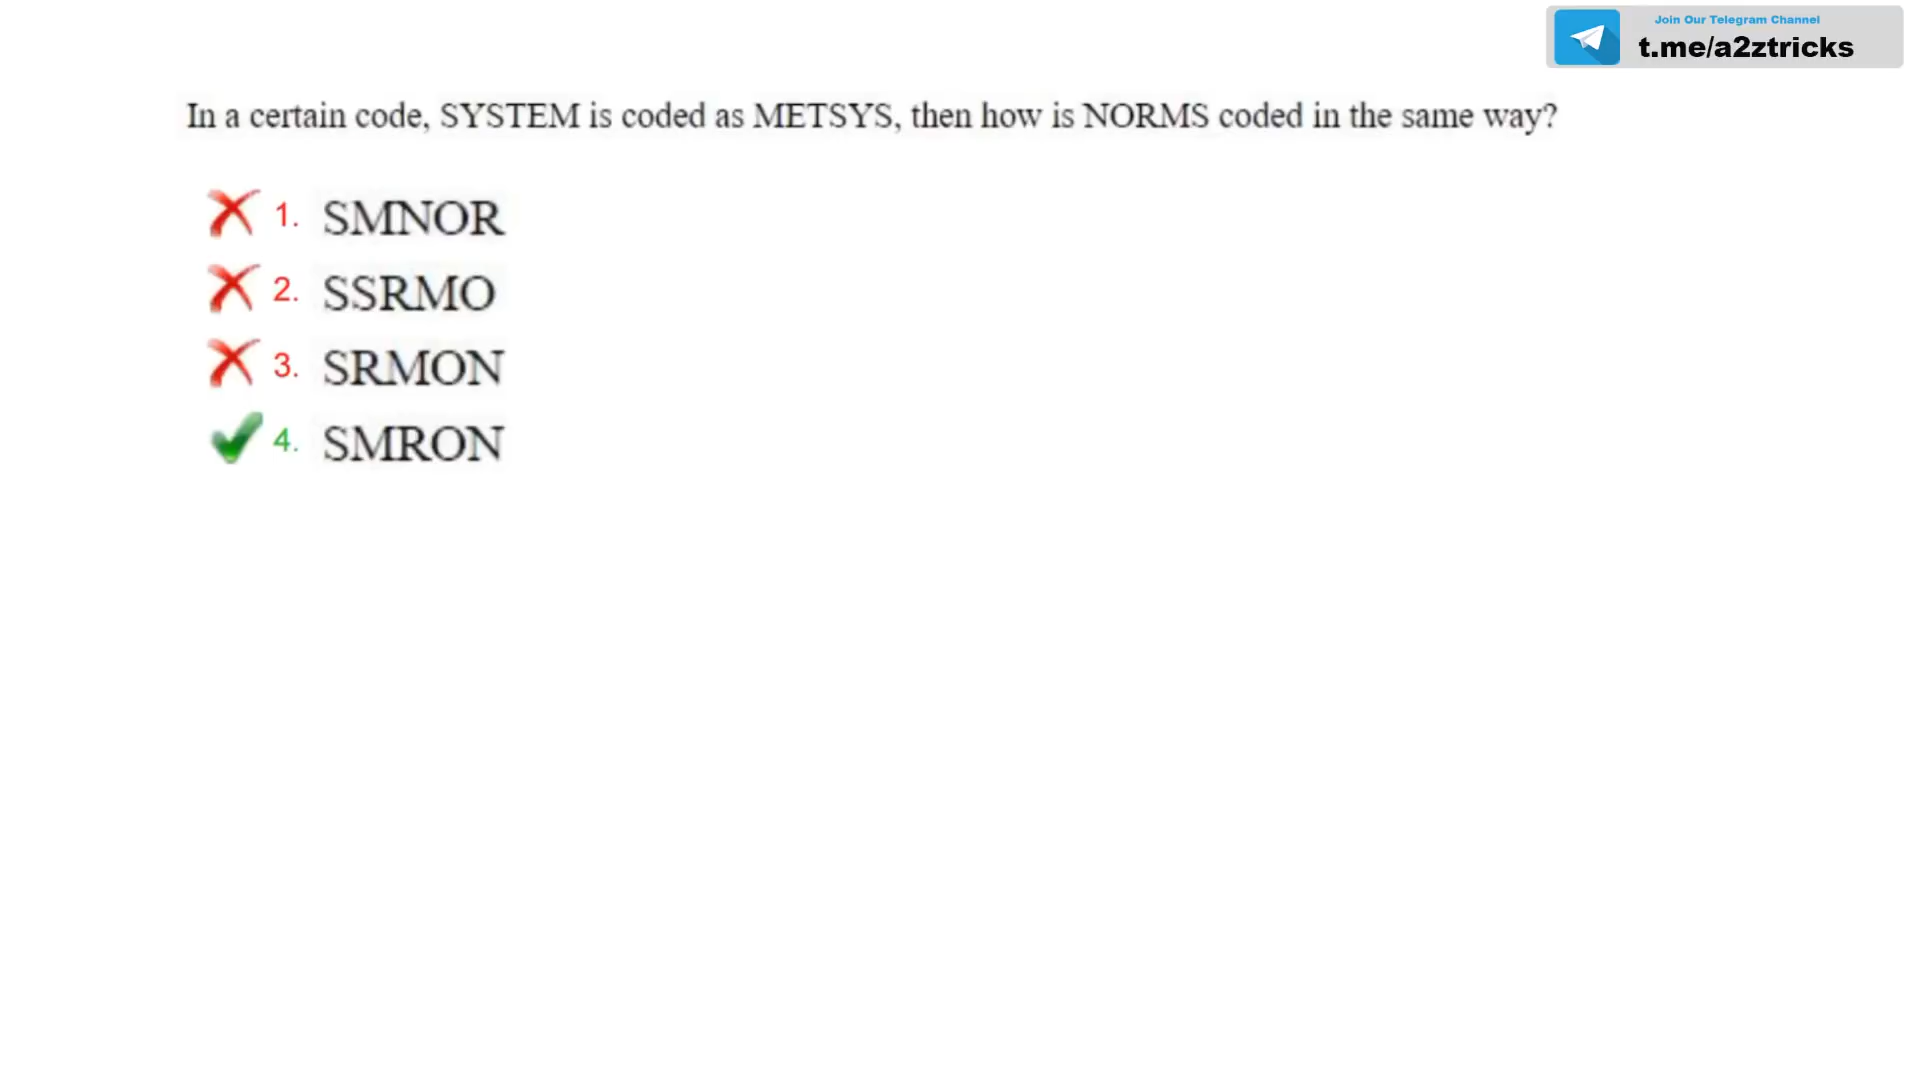 Join Our Telegram Channel
t.me/a2ztricks
In a certain code, SYSTEM is coded as METSYS, then how is NORMS coded in the same way?
1. SMNOR
2. SSRMO
3. SRMON
4. SMRON